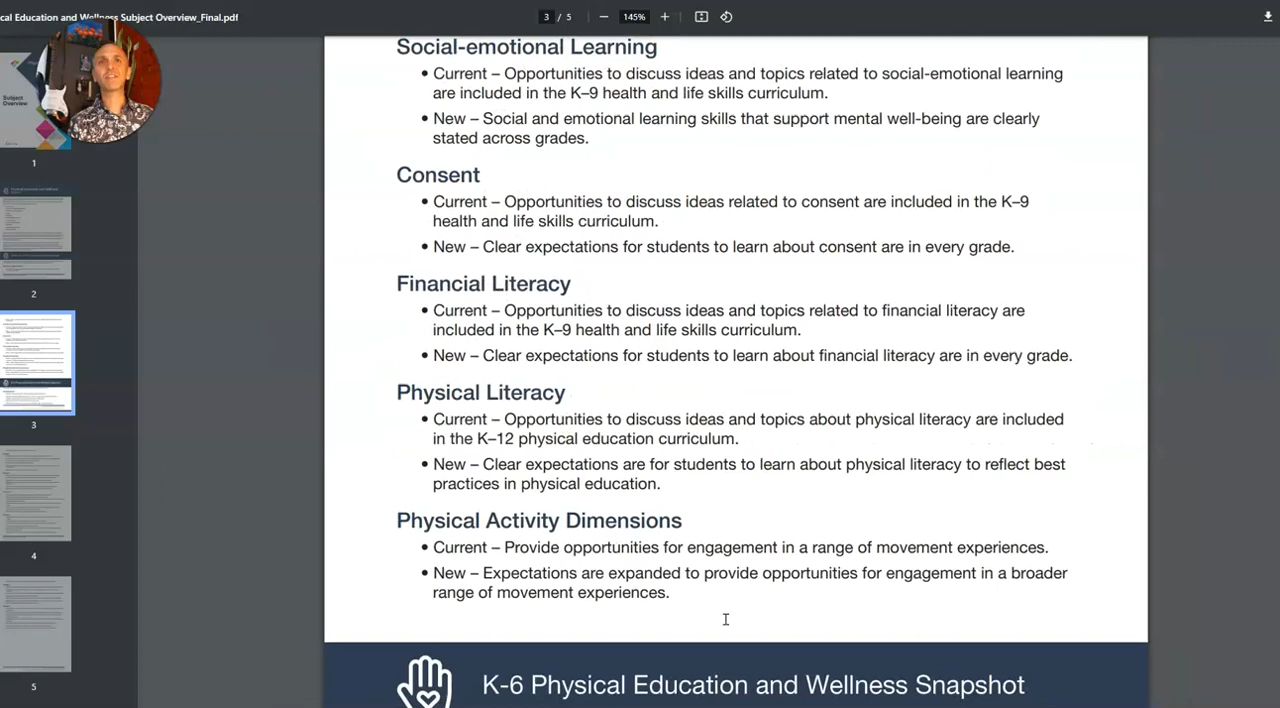 cal Education and Wellness Subject Overview_Final.pdf
3 / 5
145%
Subject
Overview
1
2
3
4
5
Social-emotional Learning
• Current – Opportunities to discuss ideas and topics related to social-emotional learning
are included in the K–9 health and life skills curriculum.
• New – Social and emotional learning skills that support mental well-being are clearly
stated across grades.
Consent
• Current – Opportunities to discuss ideas related to consent are included in the K–9
health and life skills curriculum.
• New – Clear expectations for students to learn about consent are in every grade.
Financial Literacy
• Current – Opportunities to discuss ideas and topics related to financial literacy are
included in the K–9 health and life skills curriculum.
• New – Clear expectations for students to learn about financial literacy are in every grade.
Physical Literacy
• Current – Opportunities to discuss ideas and topics about physical literacy are included
in the K–12 physical education curriculum.
• New – Clear expectations are for students to learn about physical literacy to reflect best
practices in physical education.
Physical Activity Dimensions
• Current – Provide opportunities for engagement in a range of movement experiences.
• New – Expectations are expanded to provide opportunities for engagement in a broader
range of movement experiences.
K-6 Physical Education and Wellness Snapshot